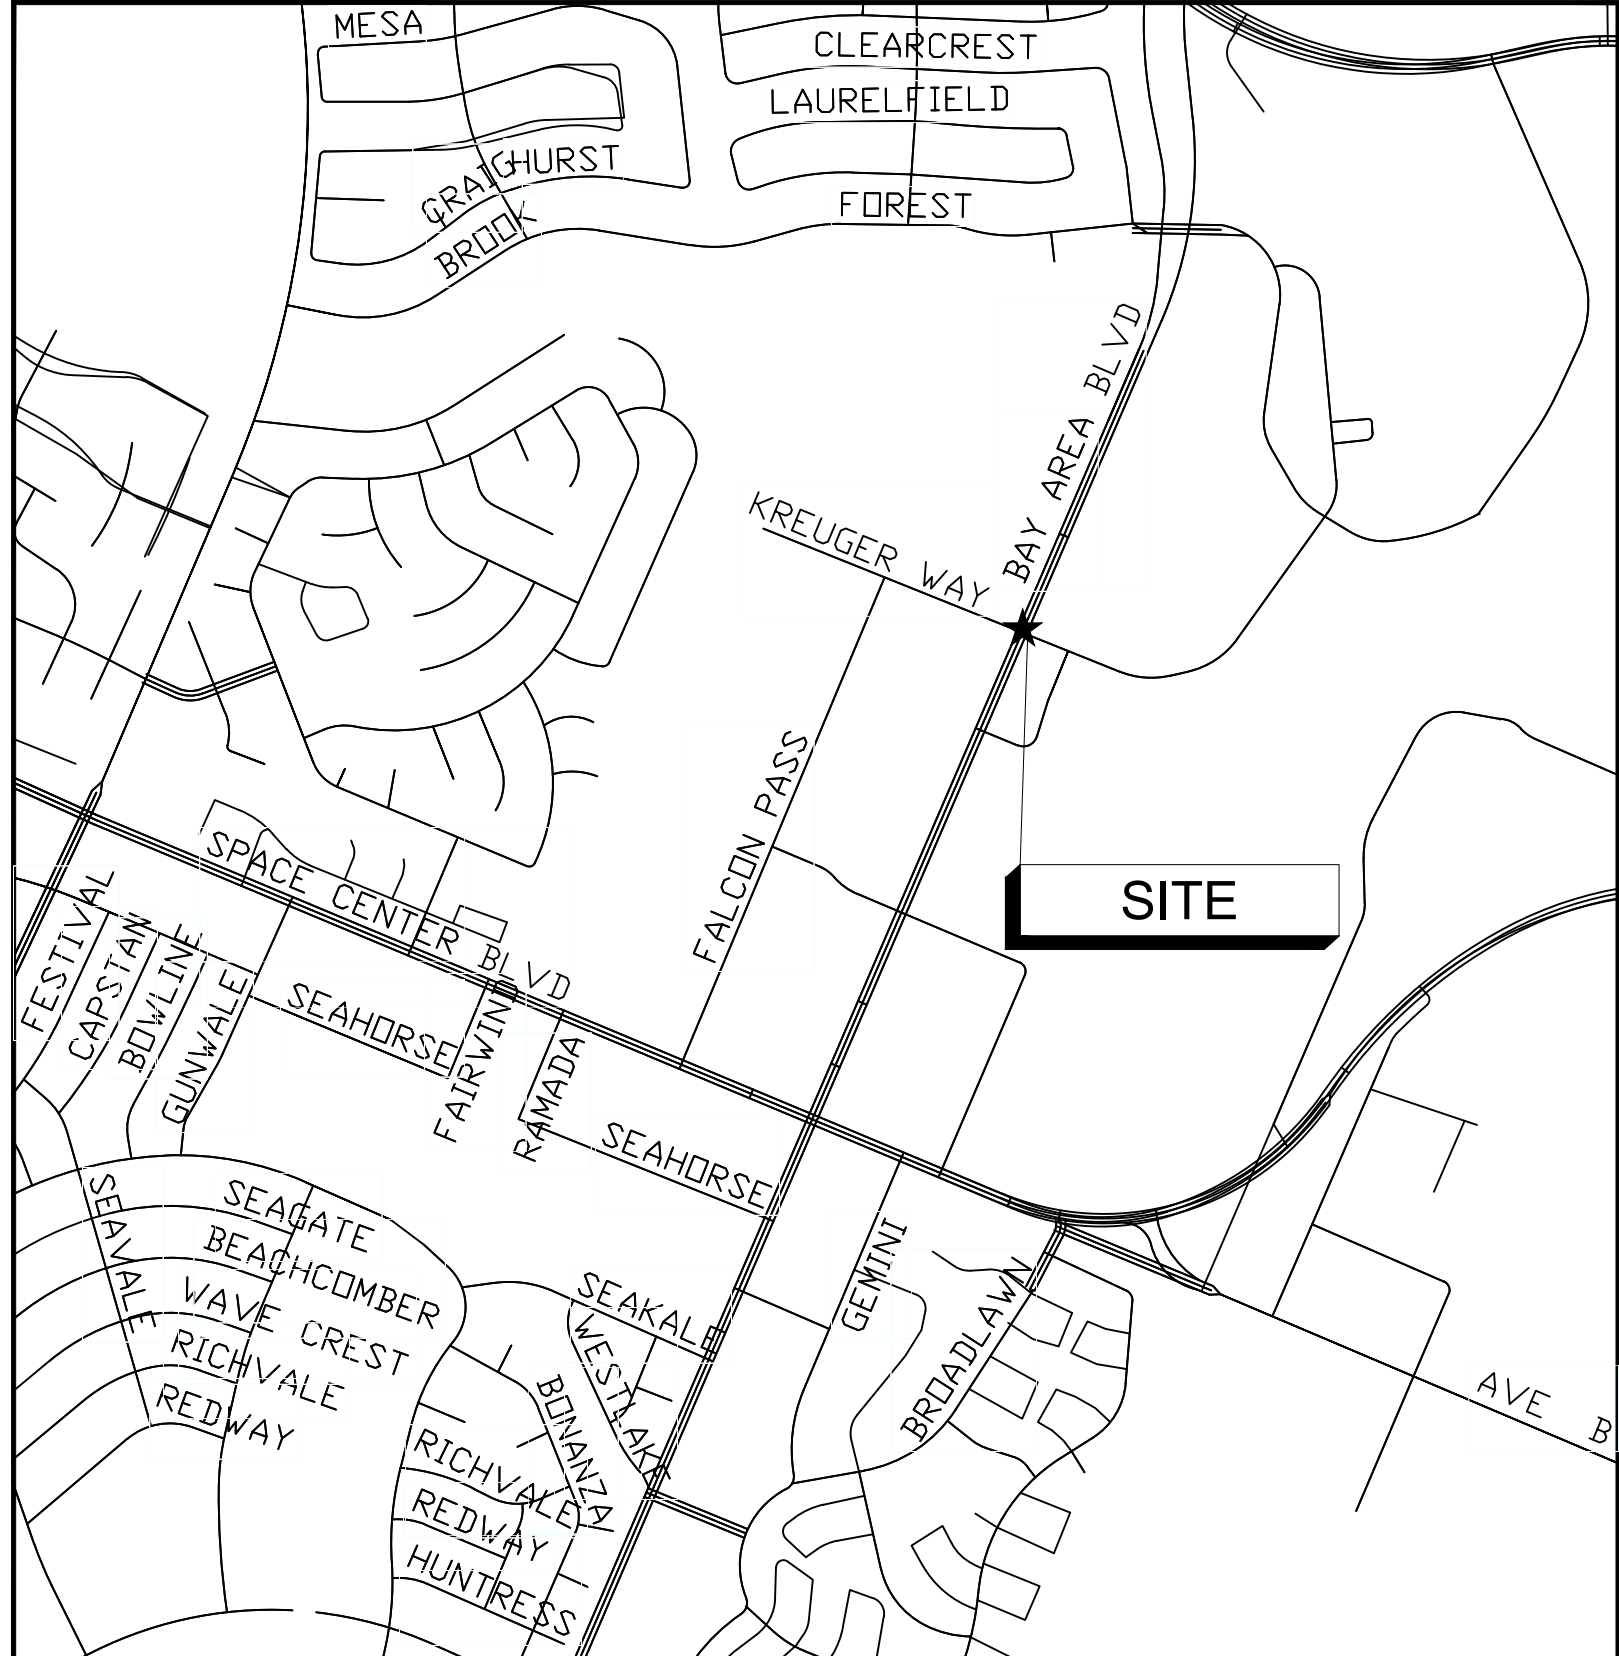 MESA
CLEARCREST
LAURELFIELD
CRAIGHURST
FOREST
BROOK
BAY AREA BLVD
KREUGER WAY
FALCON PASS
SITE
SPACE CENTER BLVD
FESTIVAL
CAPSTAN
BOWLINE
GUNWALE
SEAHORSE
FAIRWIND
RAMADA
SEAHORSE
SEAVALE
SEAGATE
BEACHCOMBER
WAVE CREST
RICHVALE
REDWAY
SEAKALE
WESTLAKE
BONANZA
GEMINI
BROADLAWN
AVE B
RICHVALE
REDWAY
HUNTRESS